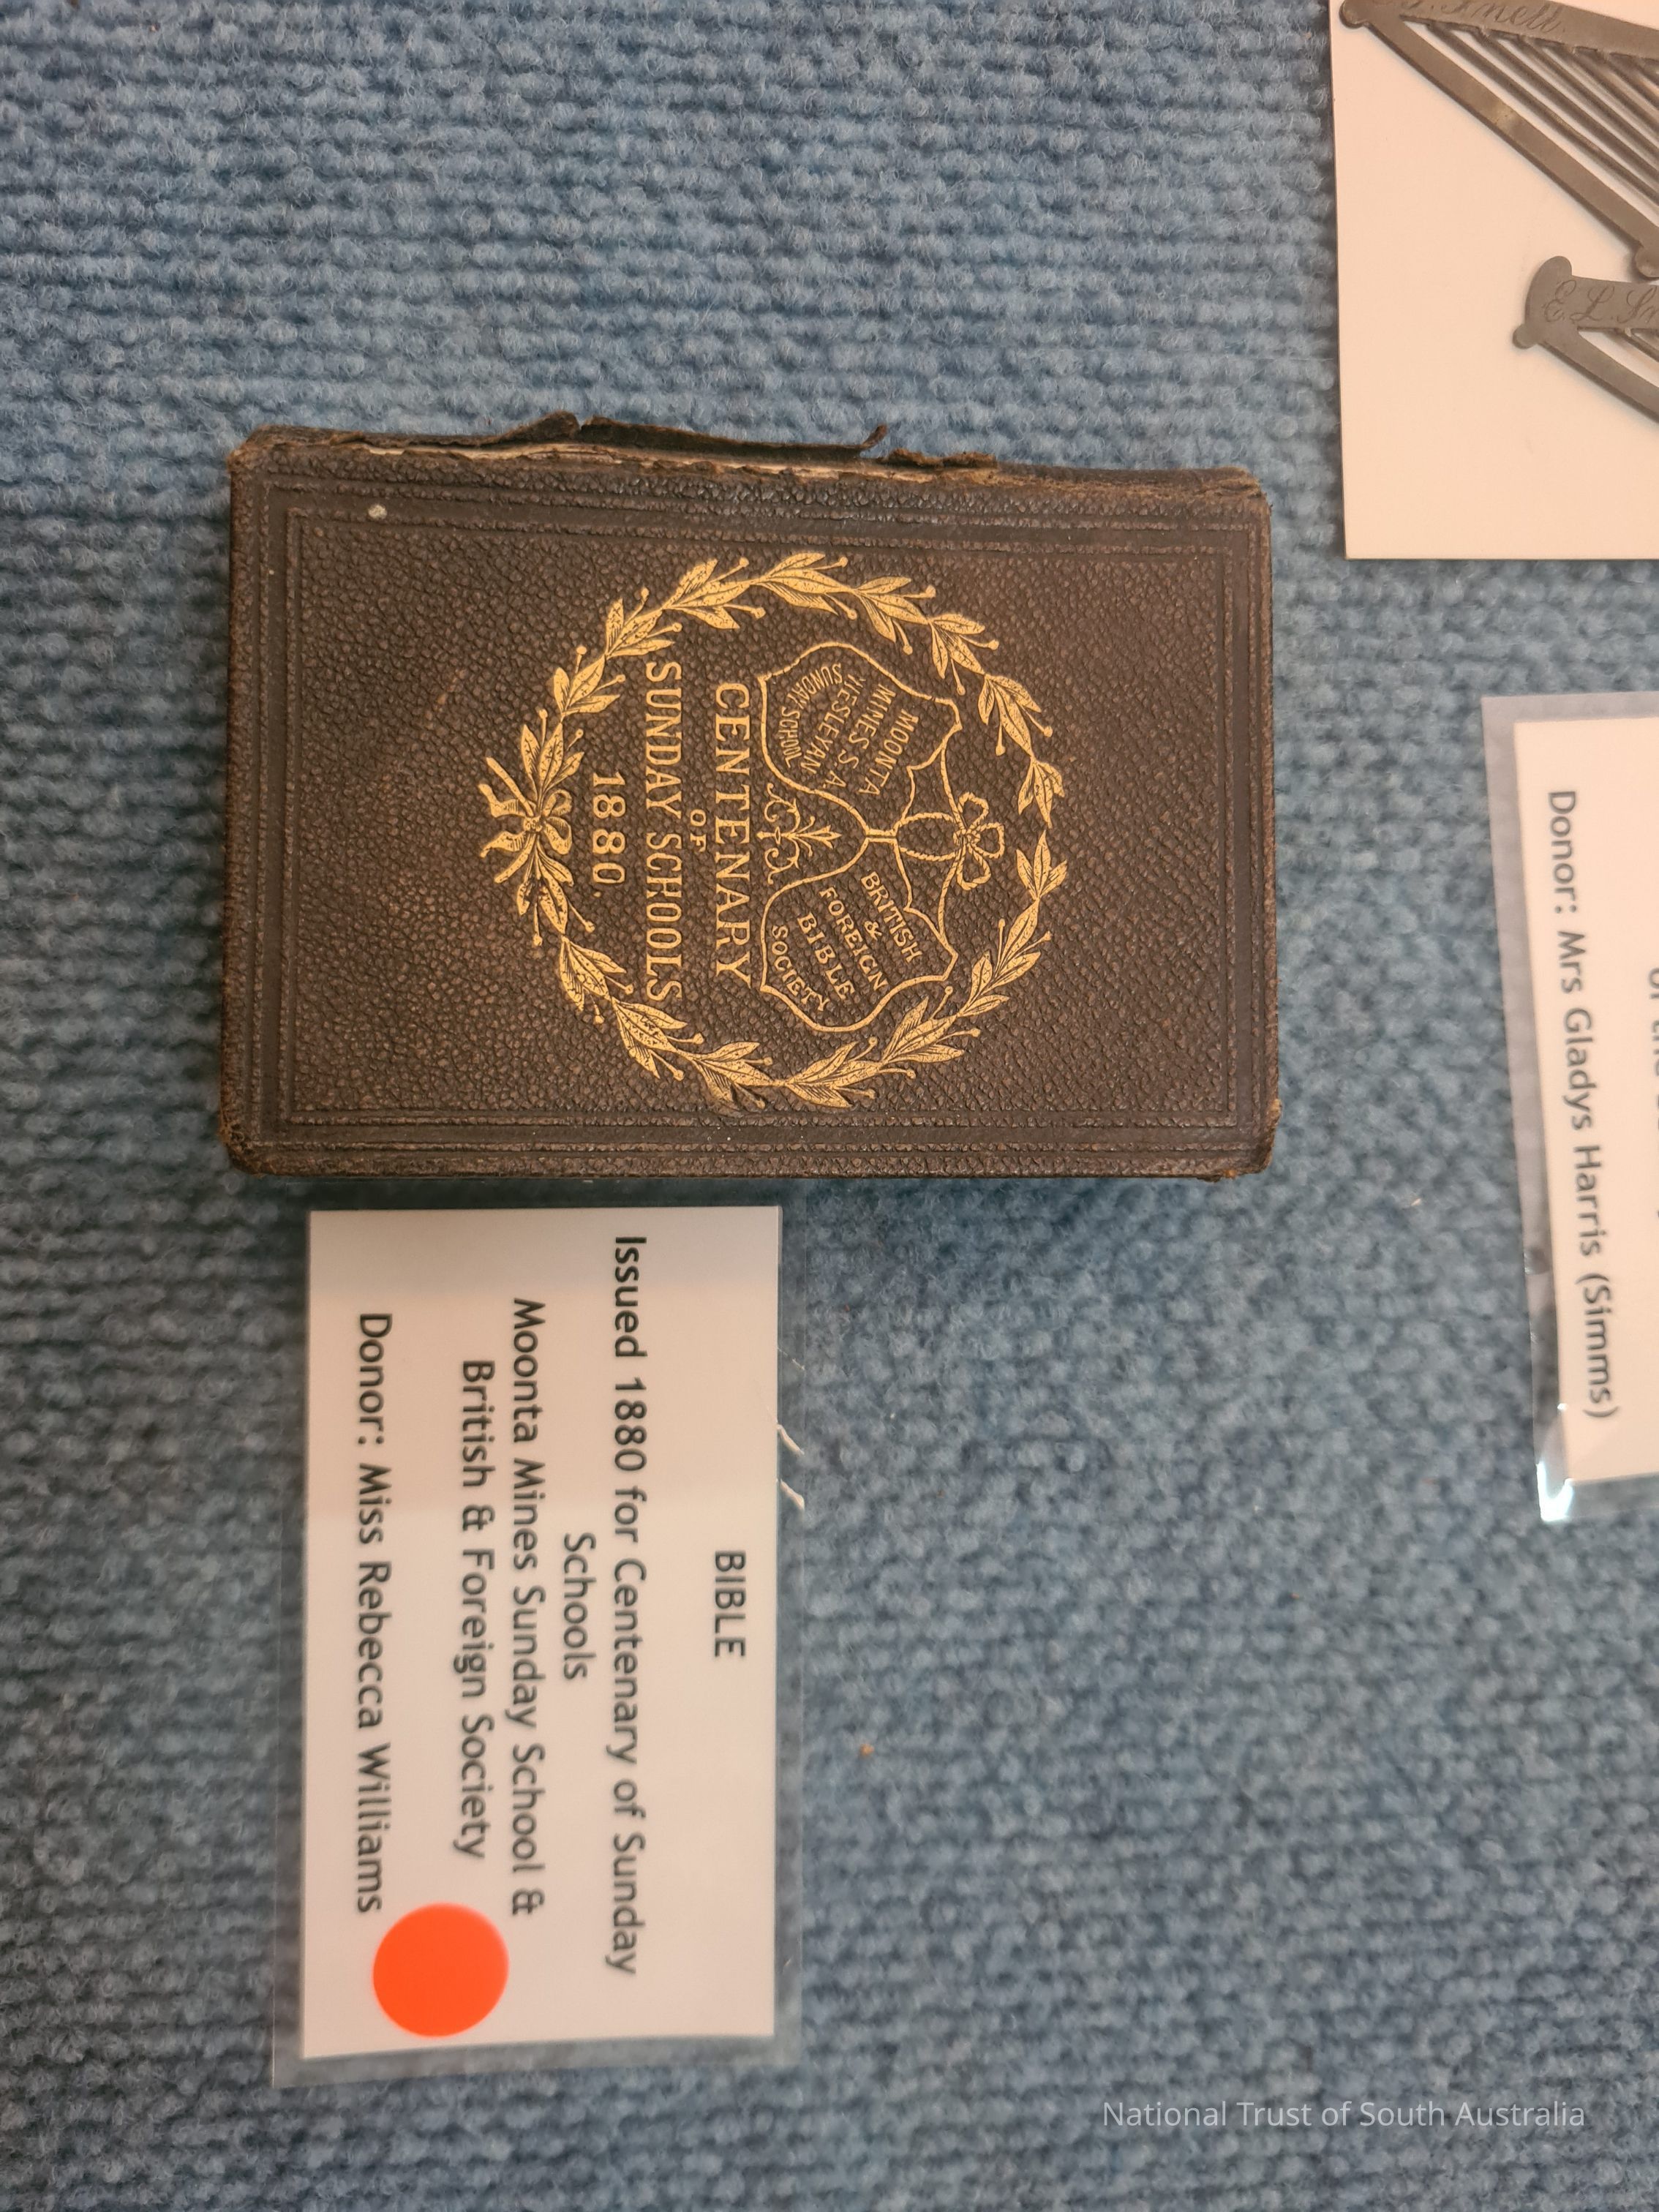 MOONTA
MINES S A
WESLEYAN
SUNDAY SCHOOL
BRITISH
&
FOREIGN
BIBLE
SOCIETY
CENTENARY
OF
SUNDAY SCHOOLS
1880.
BIBLE
Issued 1880 for Centenary of Sunday
Schools
Moonta Mines Sunday School &
British & Foreign Society
Donor: Miss Rebecca Williams
Donor: Mrs Gladys Harris (Simms)
E.L.
National Trust of South Australia